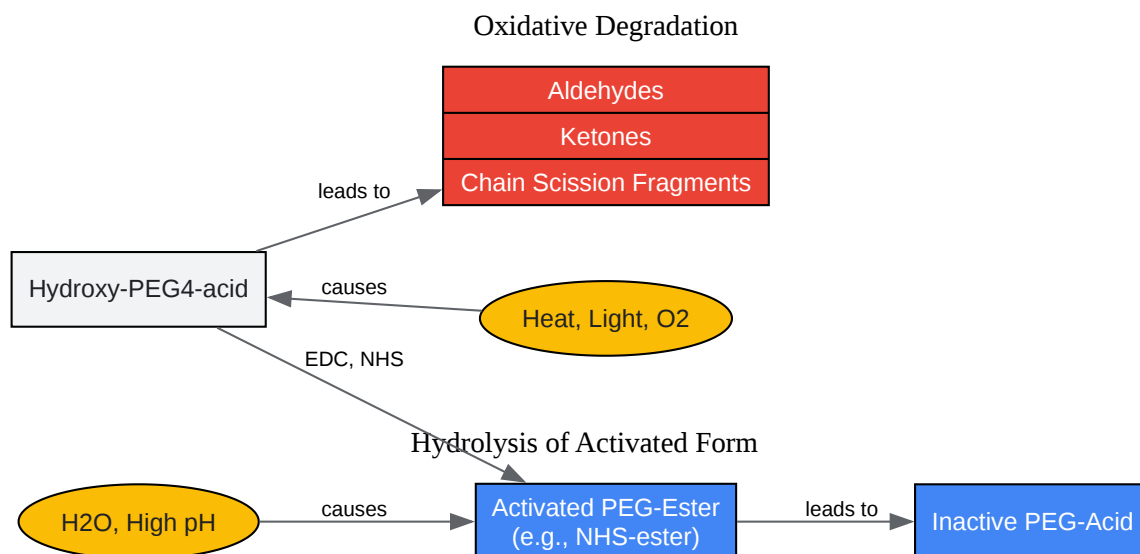 Oxidative Degradation
Aldehydes
Ketones
Chain Scission Fragments
leads to
Hydroxy-PEG4-acid
causes
Heat, Light, O2
EDC, NHS
Hydrolysis of Activated Form
H2O, High pH
causes
Activated PEG-Ester
(e.g., NHS-ester)
leads to
Inactive PEG-Acid